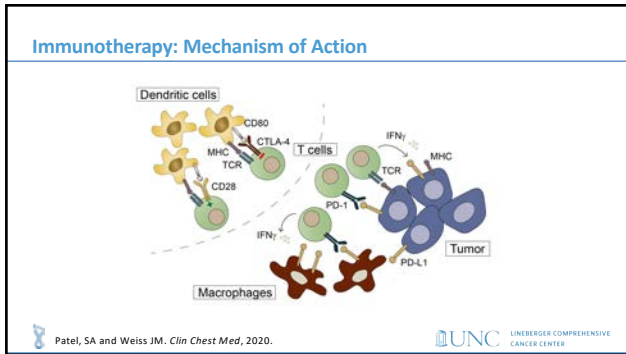 Immunotherapy: Mechanism of Action
Dendritic cells
CD80
CTLA-4
MHC
TCR
T cells
CD28
IFNγ
TCR
MHC
PD-1
IFNγ
Tumor
PD-L1
Macrophages
Patel, SA and Weiss JM. Clin Chest Med, 2020.
UNC LINEBERGER COMPREHENSIVE
CANCER CENTER